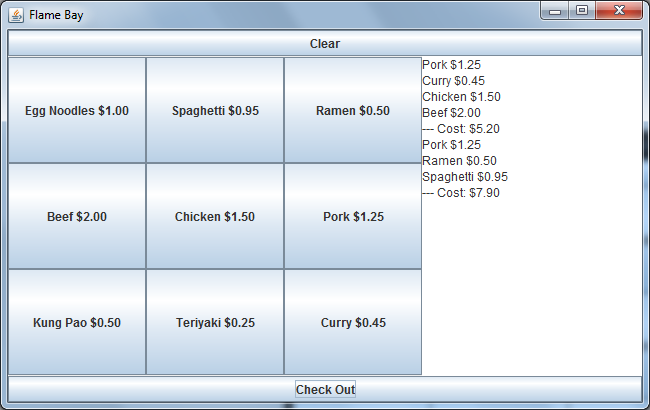 Flame Bay
Clear
Egg Noodles $1.00
Spaghetti $0.95
Ramen $0.50
Beef $2.00
Chicken $1.50
Pork $1.25
Kung Pao $0.50
Teriyaki $0.25
Curry $0.45
Pork $1.25
Curry $0.45
Chicken $1.50
Beef $2.00
--- Cost: $5.20
Pork $1.25
Ramen $0.50
Spaghetti $0.95
--- Cost: $7.90
Check Out